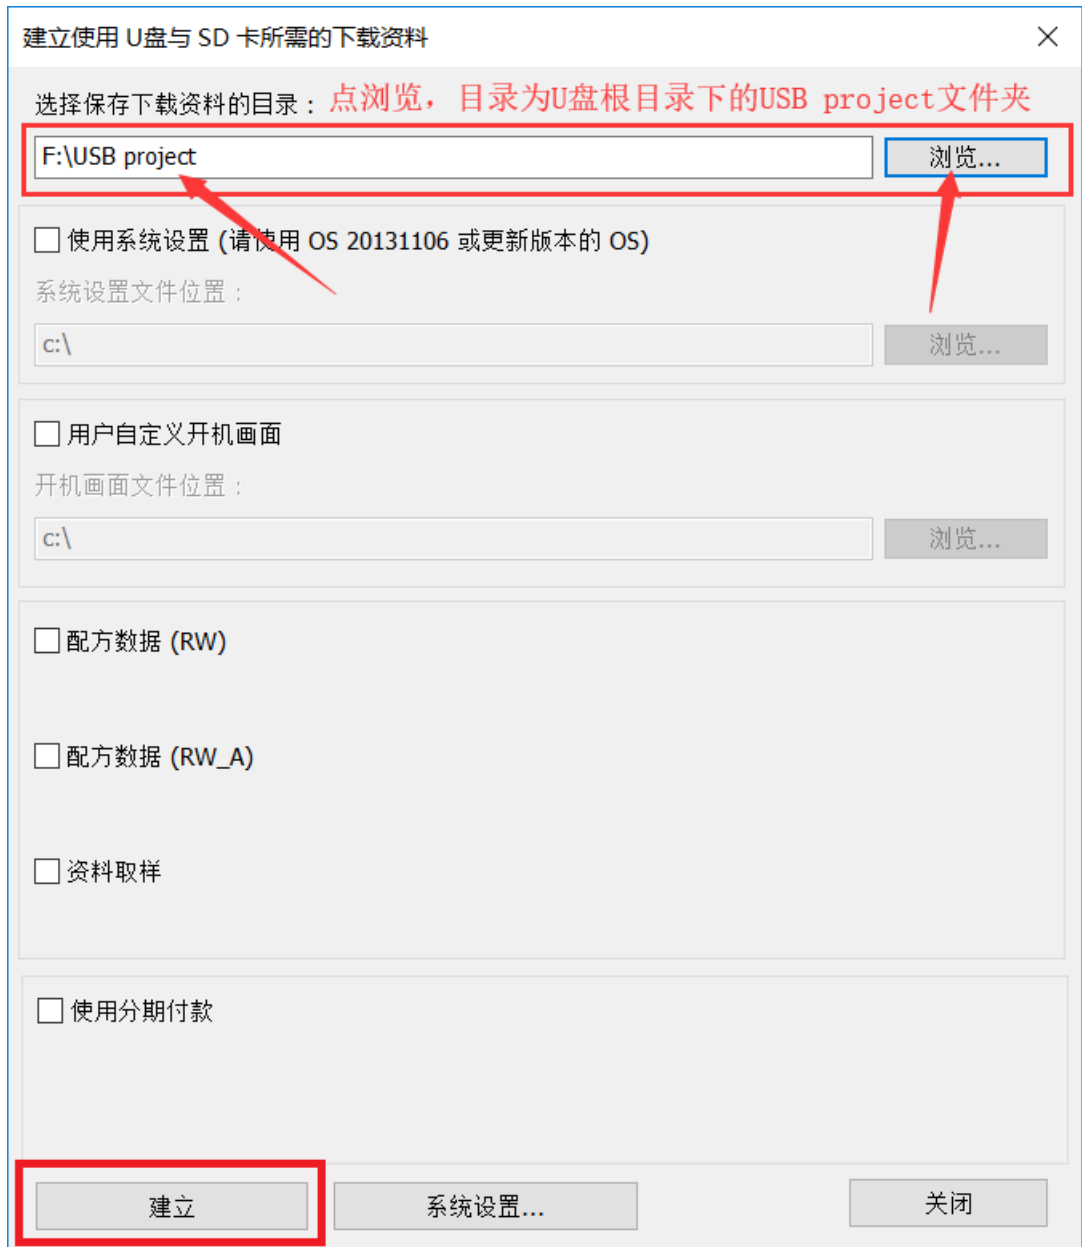 建立使用 U盘与 SD 卡所需的下载资料
选择保存下载资料的目录： 点浏览，目录为U盘根目录下的USB project文件夹
F:\USB project 浏览...
使用系统设置 (请使用 OS 20131106 或更新版本的 OS)
系统设置文件位置：
c:\ 浏览...
用户自定义开机画面
开机画面文件位置：
c:\ 浏览...
配方数据 (RW)
配方数据 (RW_A)
资料取样
使用分期付款
建立 系统设置... 关闭